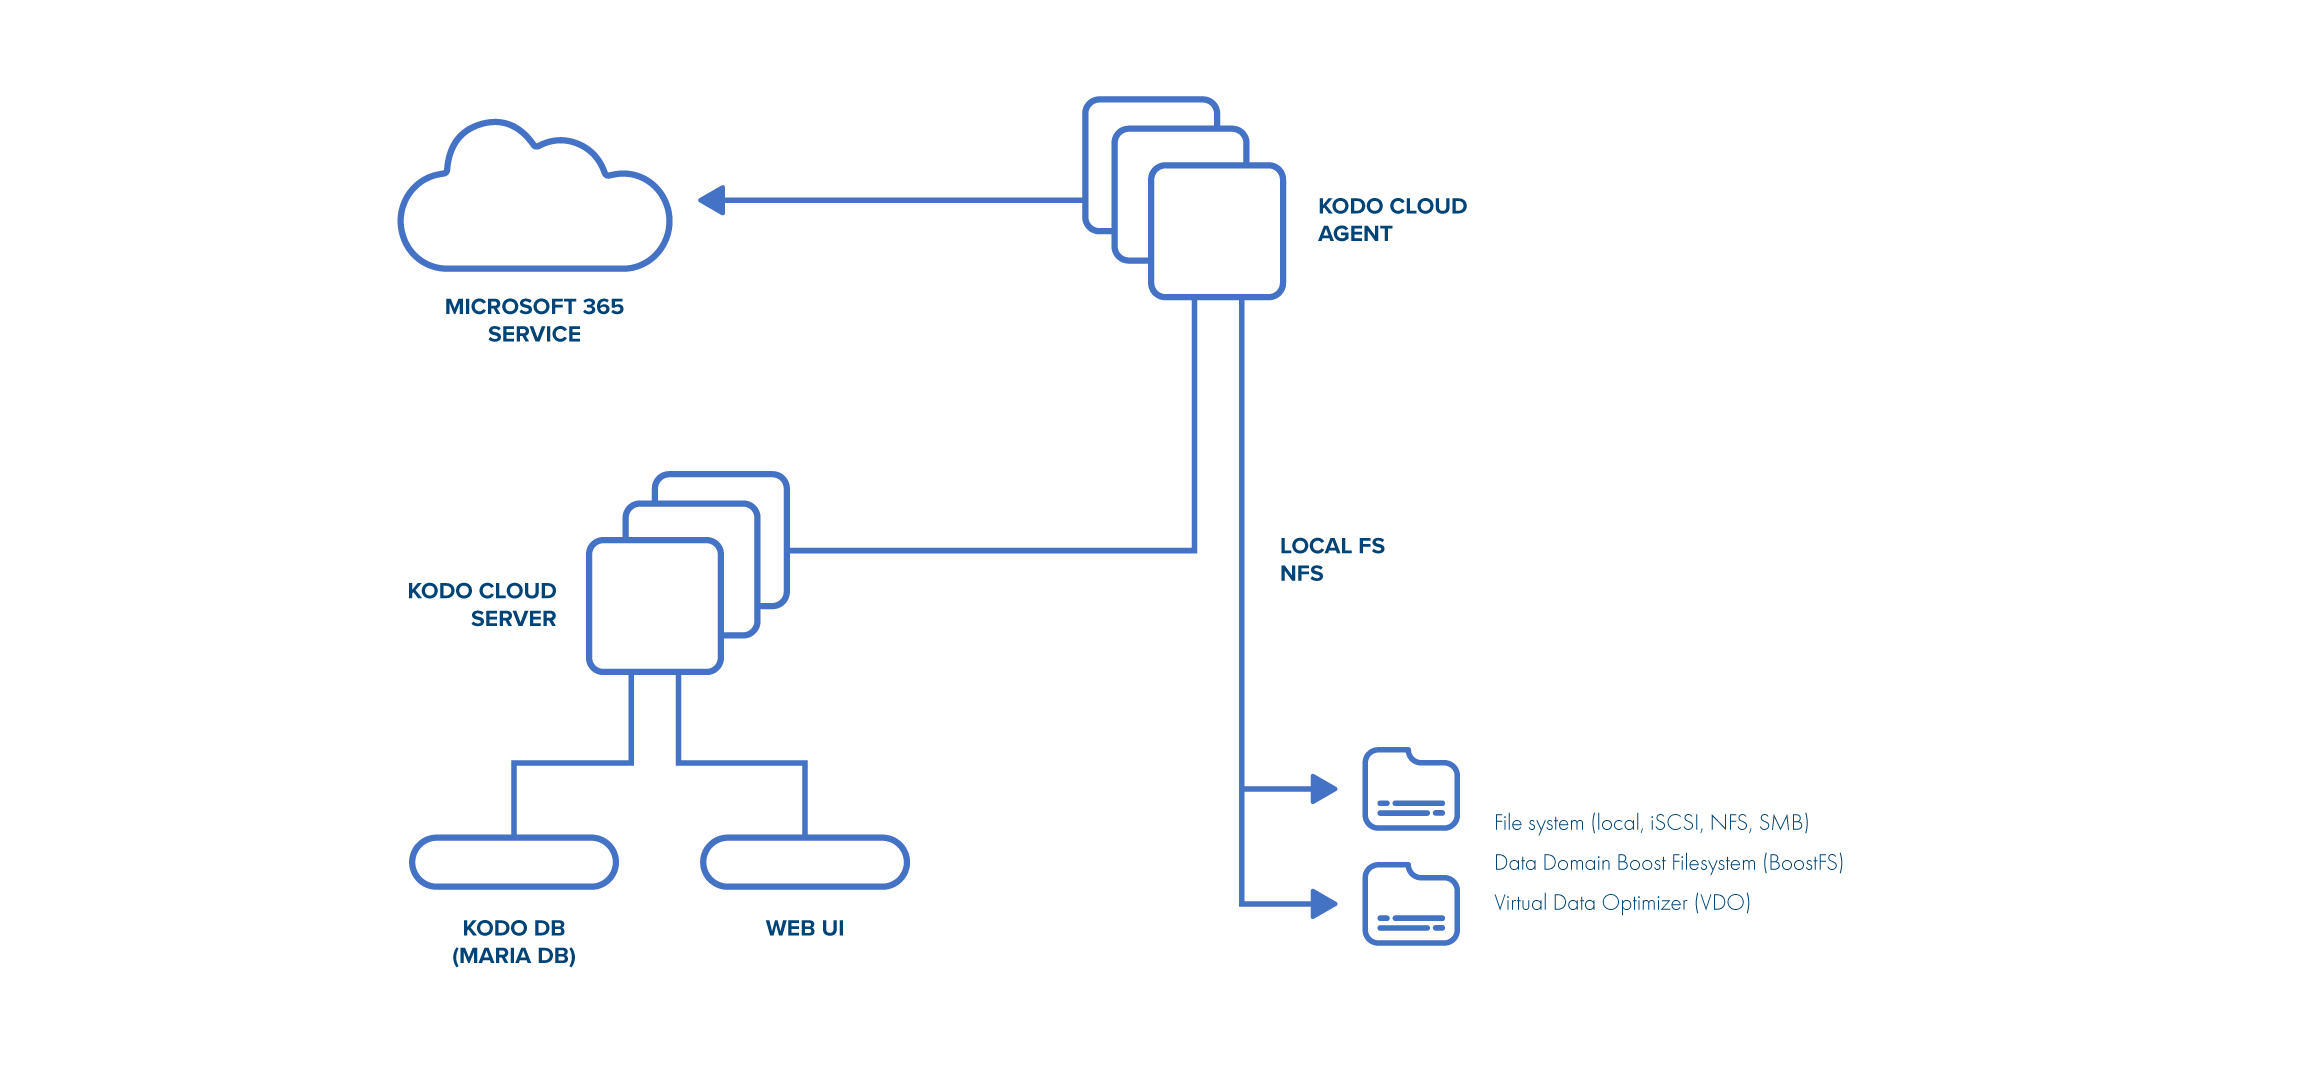 KODO CLOUD
AGENT
MICROSOFT 365
SERVICE
LOCAL FS
NFS
KODO CLOUD
SERVER
File system (local, iSCSI, NFS, SMB)
Data Domain Boost Filesystem (BoostFS)
Virtual Data Optimizer (VDO)
KODO DB
(MARIA DB)
WEB UI